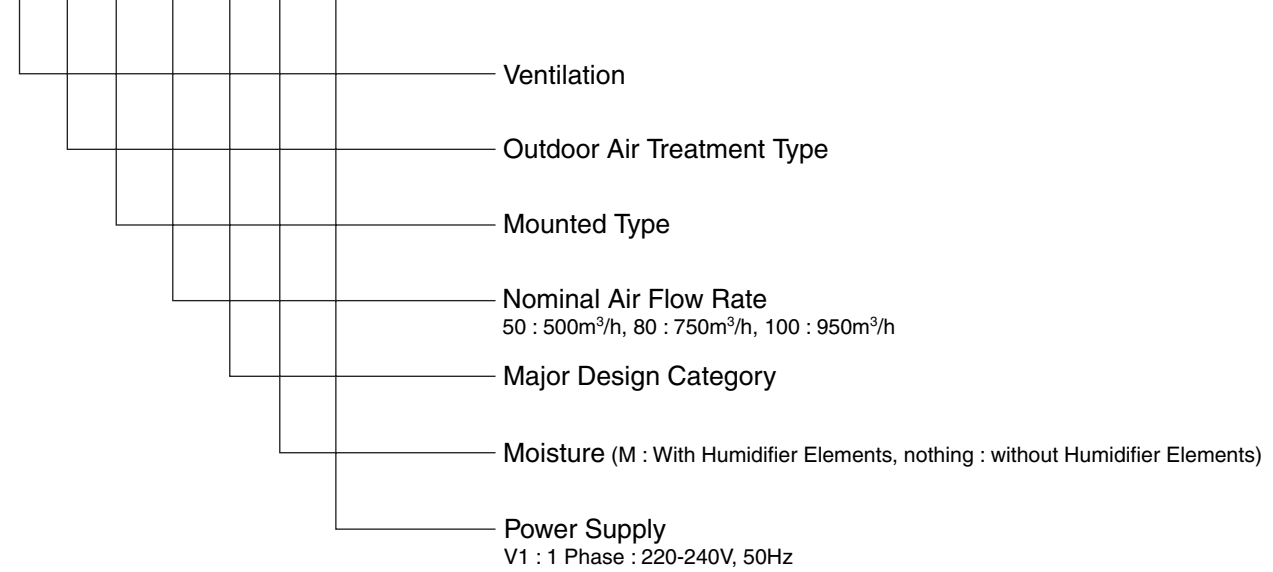 Ventilation
Outdoor Air Treatment Type
Mounted Type
Nominal Air Flow Rate
50 : 500m³/h, 80 : 750m³/h, 100 : 950m³/h
Major Design Category
Moisture (M : With Humidifier Elements, nothing : without Humidifier Elements)
Power Supply
V1 : 1 Phase : 220-240V, 50Hz